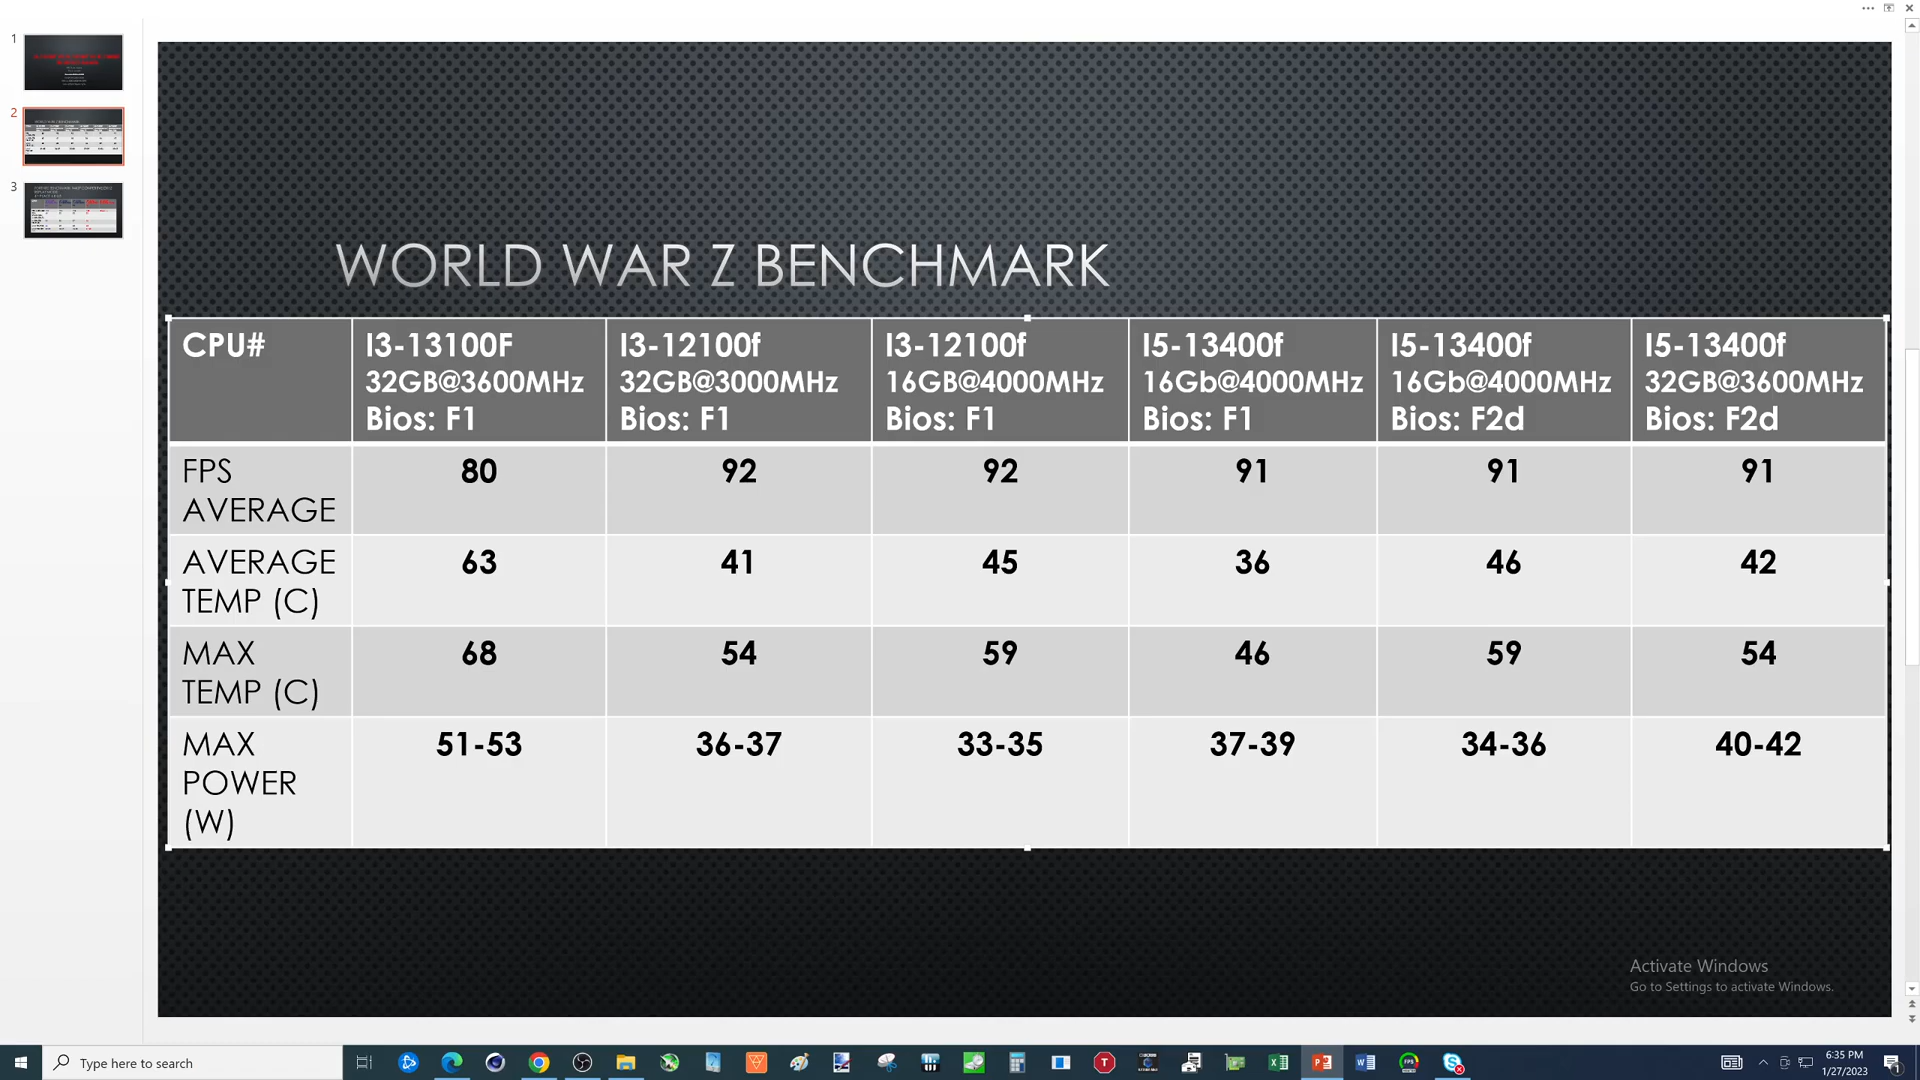 1
2
3
WORLD WAR Z BENCHMARK
CPU#
I3-13100F
32GB@3600MHz
Bios: F1
I3-12100f
32GB@3000MHz
Bios: F1
I3-12100f
16GB@4000MHz
Bios: F1
I5-13400f
16Gb@4000MHz
Bios: F1
I5-13400f
16Gb@4000MHz
Bios: F2d
I5-13400f
32GB@3600MHz
Bios: F2d
FPS
AVERAGE
80
92
92
91
91
91
AVERAGE
TEMP (C)
63
41
45
36
46
42
MAX
TEMP (C)
68
54
59
46
59
54
MAX
POWER
(W)
51-53
36-37
33-35
37-39
34-36
40-42
Activate Windows
Go to Settings to activate Windows.
Type here to search
6:35 PM
1/27/2023
1